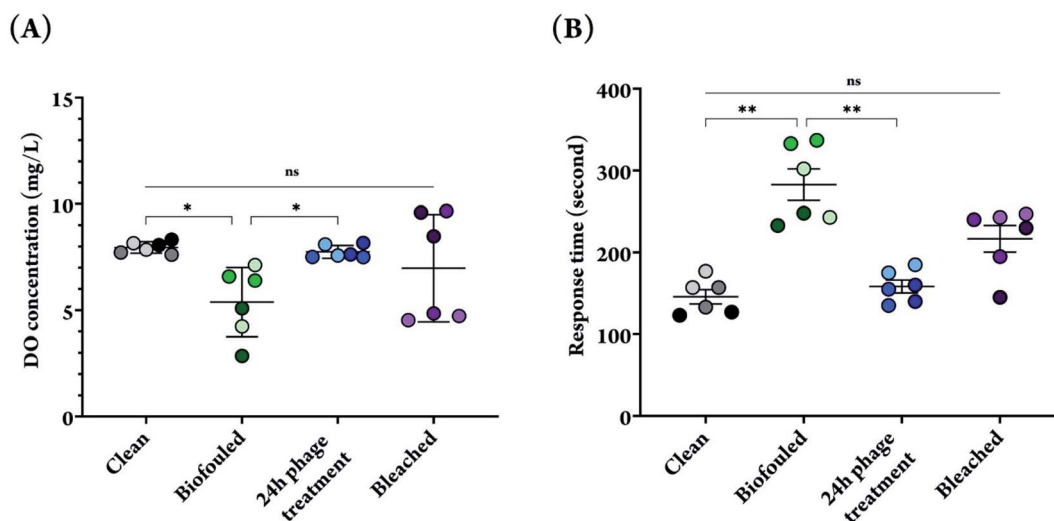 (A)
DO concentration (mg/L)
15
10
5
0
ns
*
*
Clean
Biofouled
24h phage
treatment
Bleached
(B)
Response time (second)
400
300
200
100
0
ns
**
**
Clean
Biofouled
24h phage
treatment
Bleached